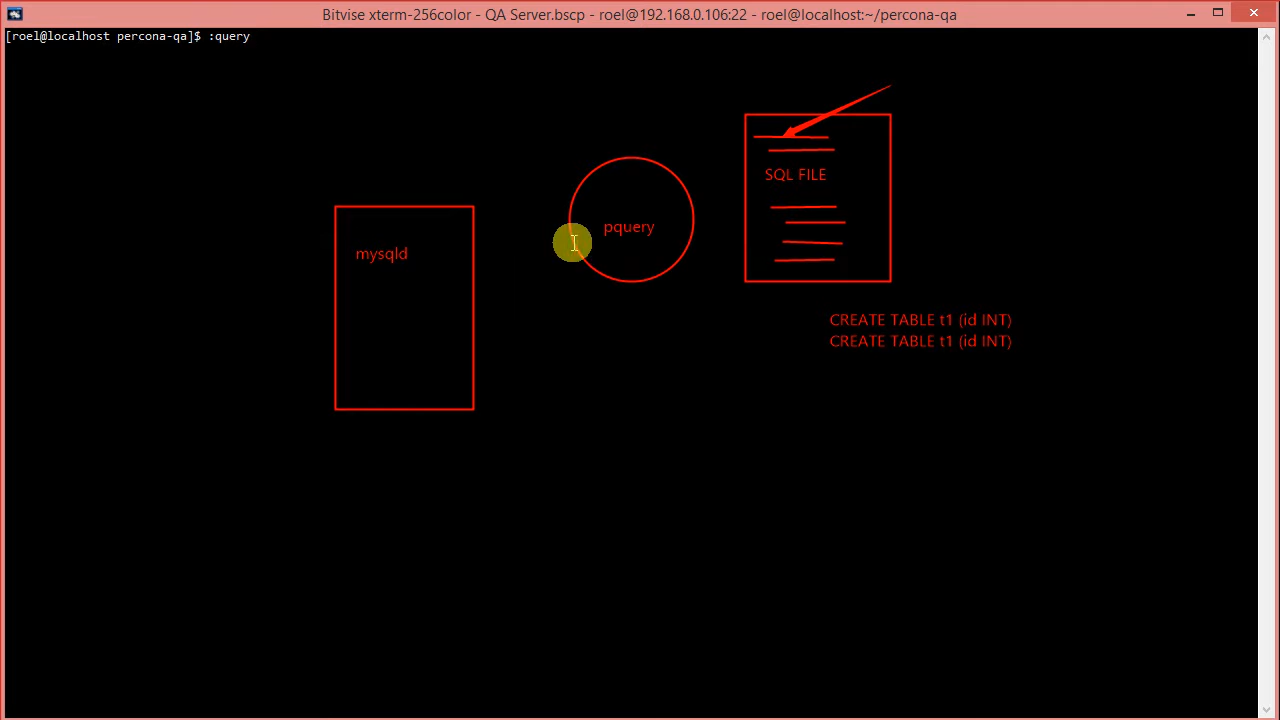 Bitvise xterm-256color - QA Server.bscp - roel@192.168.0.106:22 - roel@localhost:~/percona-qa
[roel@localhost percona-qa]$ :query
SQL FILE
pquery
mysqld
CREATE TABLE t1 (id INT)
CREATE TABLE t1 (id INT)